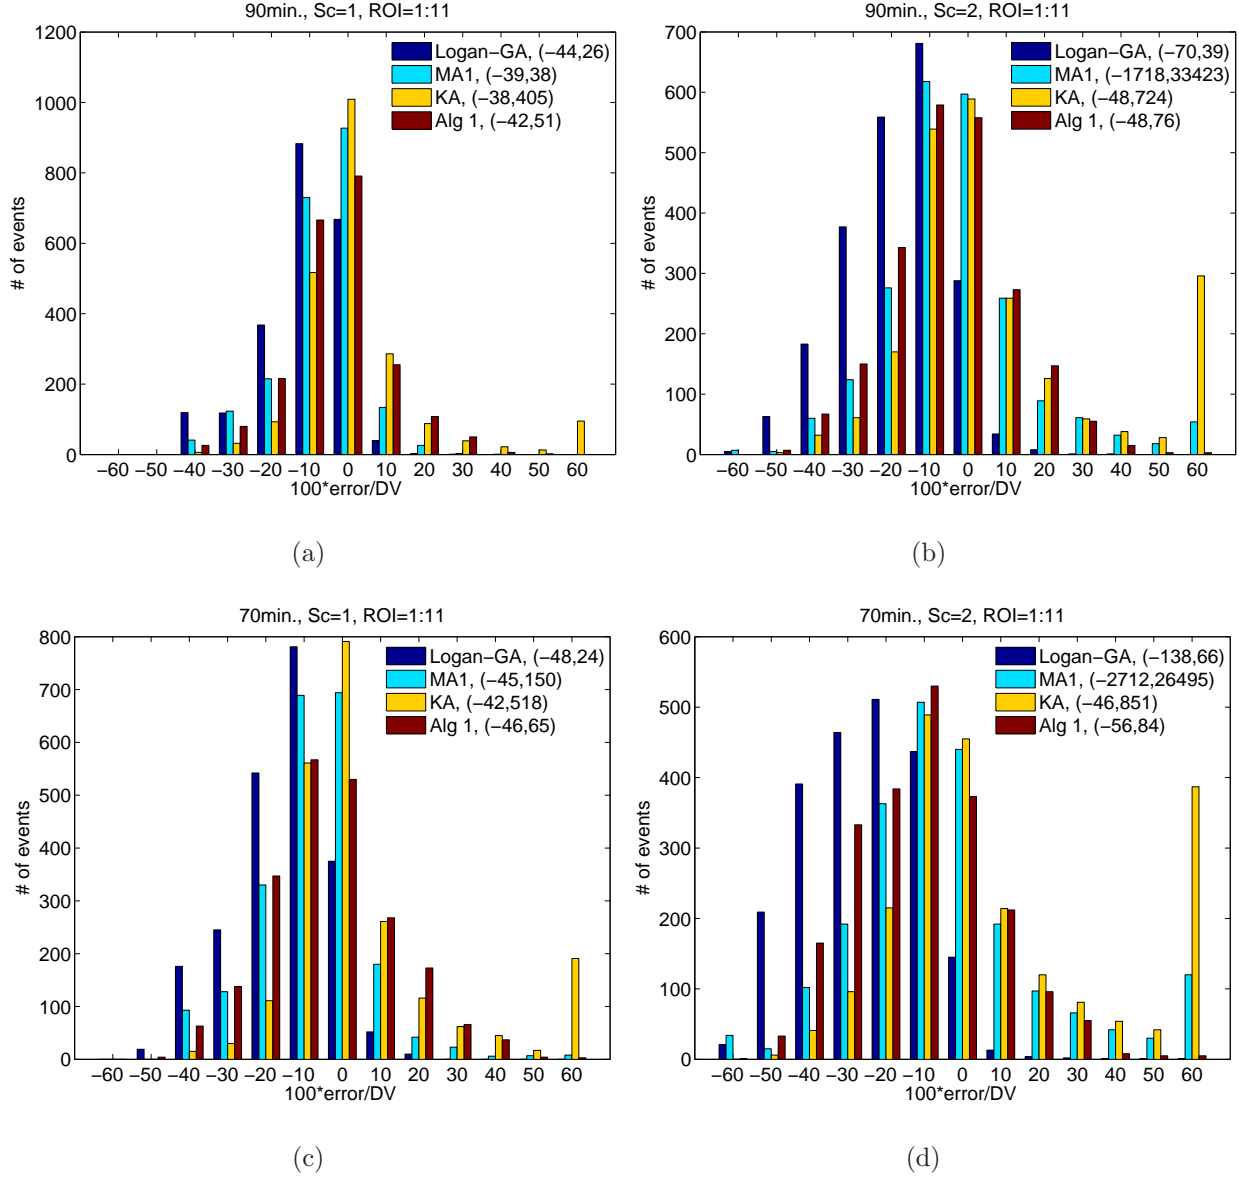 90min., Sc=1, ROI=1:11
1200
1000
800
600
400
200
0
# of events
Logan−GA, (−44,26)
MA1, (−39,38)
KA, (−38,405)
Alg 1, (−42,51)
−60 −50 −40 −30 −20 −10 0 10 20 30 40 50 60
100*error/DV
(a)
90min., Sc=2, ROI=1:11
700
600
500
400
300
200
100
0
# of events
Logan−GA, (−70,39)
MA1, (−1718,33423)
KA, (−48,724)
Alg 1, (−48,76)
−60 −50 −40 −30 −20 −10 0 10 20 30 40 50 60
100*error/DV
(b)
70min., Sc=1, ROI=1:11
800
700
600
500
400
300
200
100
0
# of events
Logan−GA, (−48,24)
MA1, (−45,150)
KA, (−42,518)
Alg 1, (−46,65)
−60 −50 −40 −30 −20 −10 0 10 20 30 40 50 60
100*error/DV
(c)
70min., Sc=2, ROI=1:11
600
500
400
300
200
100
0
# of events
Logan−GA, (−138,66)
MA1, (−2712,26495)
KA, (−46,851)
Alg 1, (−56,84)
−60 −50 −40 −30 −20 −10 0 10 20 30 40 50 60
100*error/DV
(d)